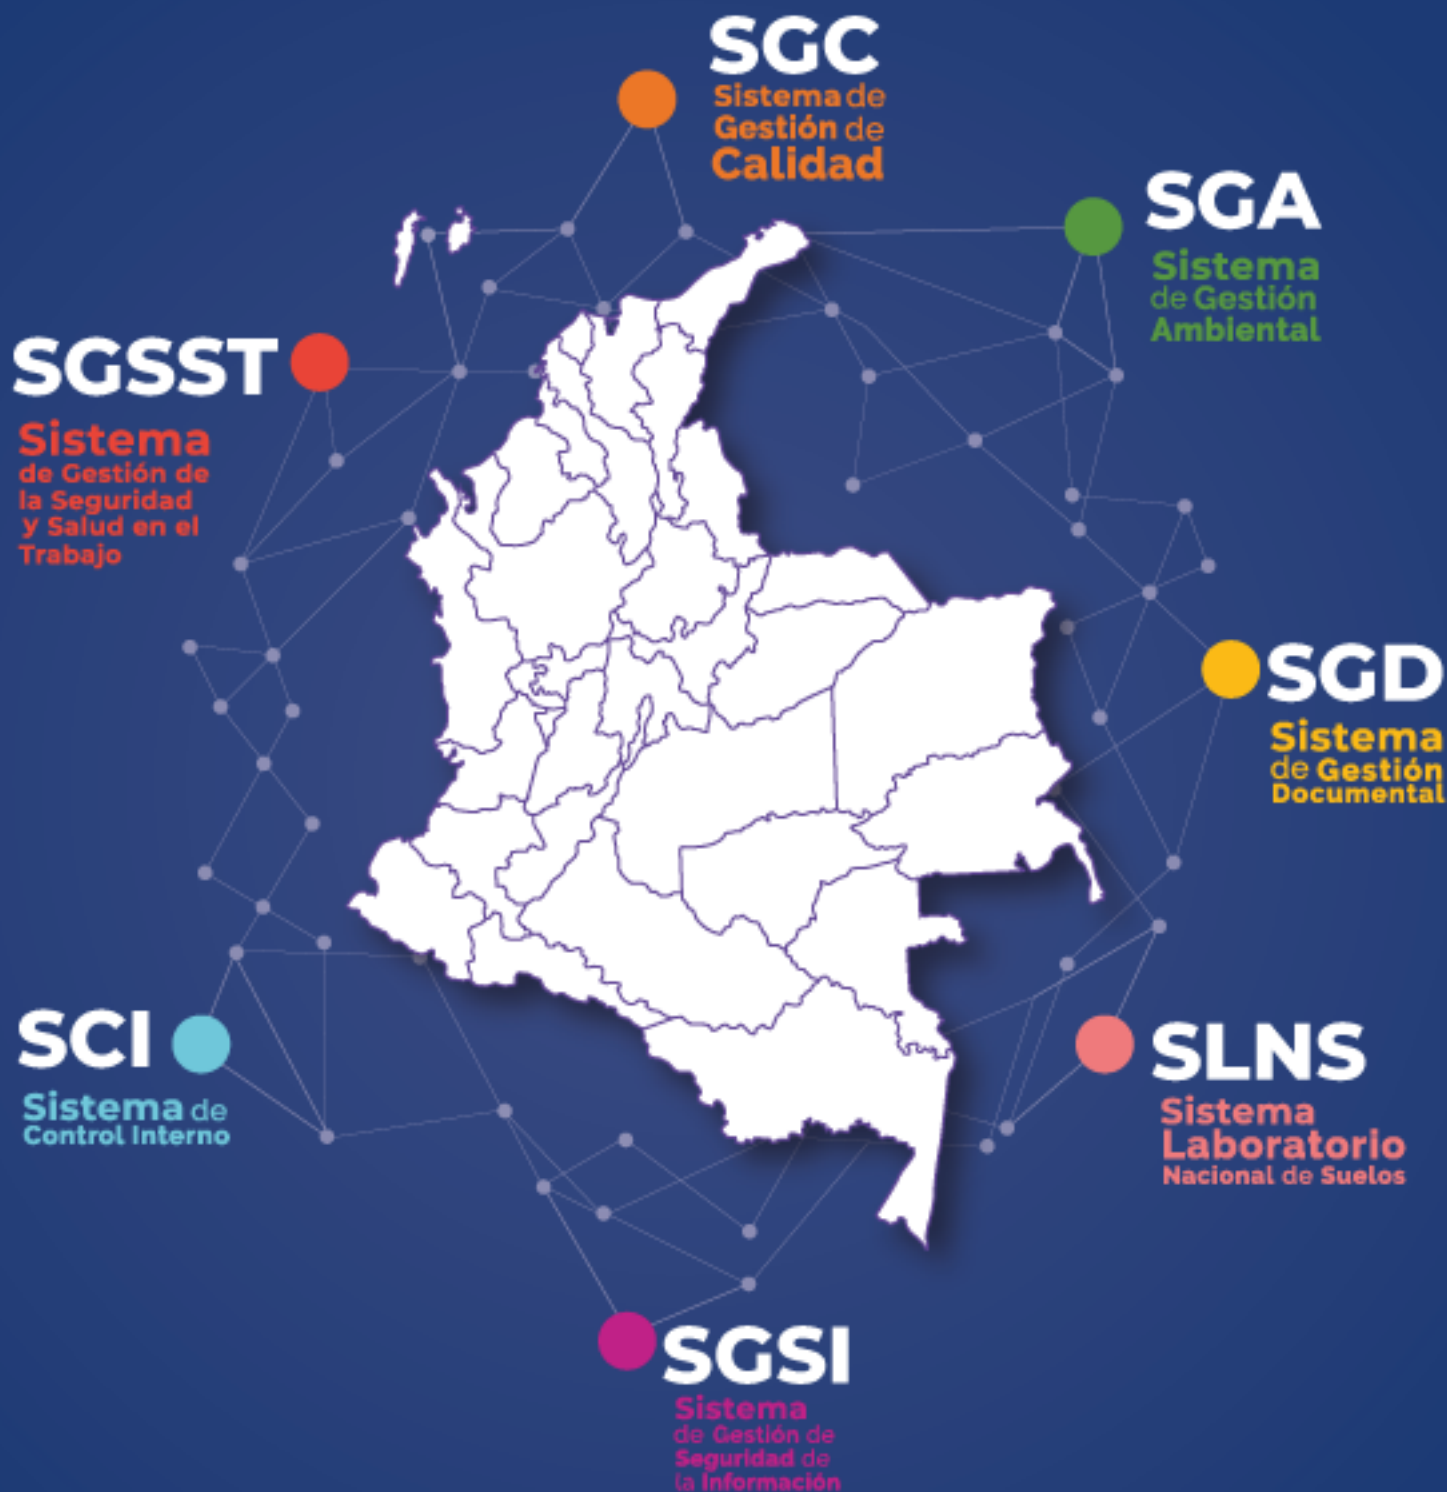 SGC
Sistema de
Gestión de
Calidad
SGA
Sistema
de Gestión
Ambiental
SGSST
Sistema
de Gestión de
la Seguridad
y Salud en el
Trabajo
SGD
Sistema
de Gestión
Documental
SCI
Sistema de
Control Interno
SLNS
Sistema
Laboratorio
Nacional de Suelos
SGSI
Sistema
de Gestión de
Seguridad de
la Información